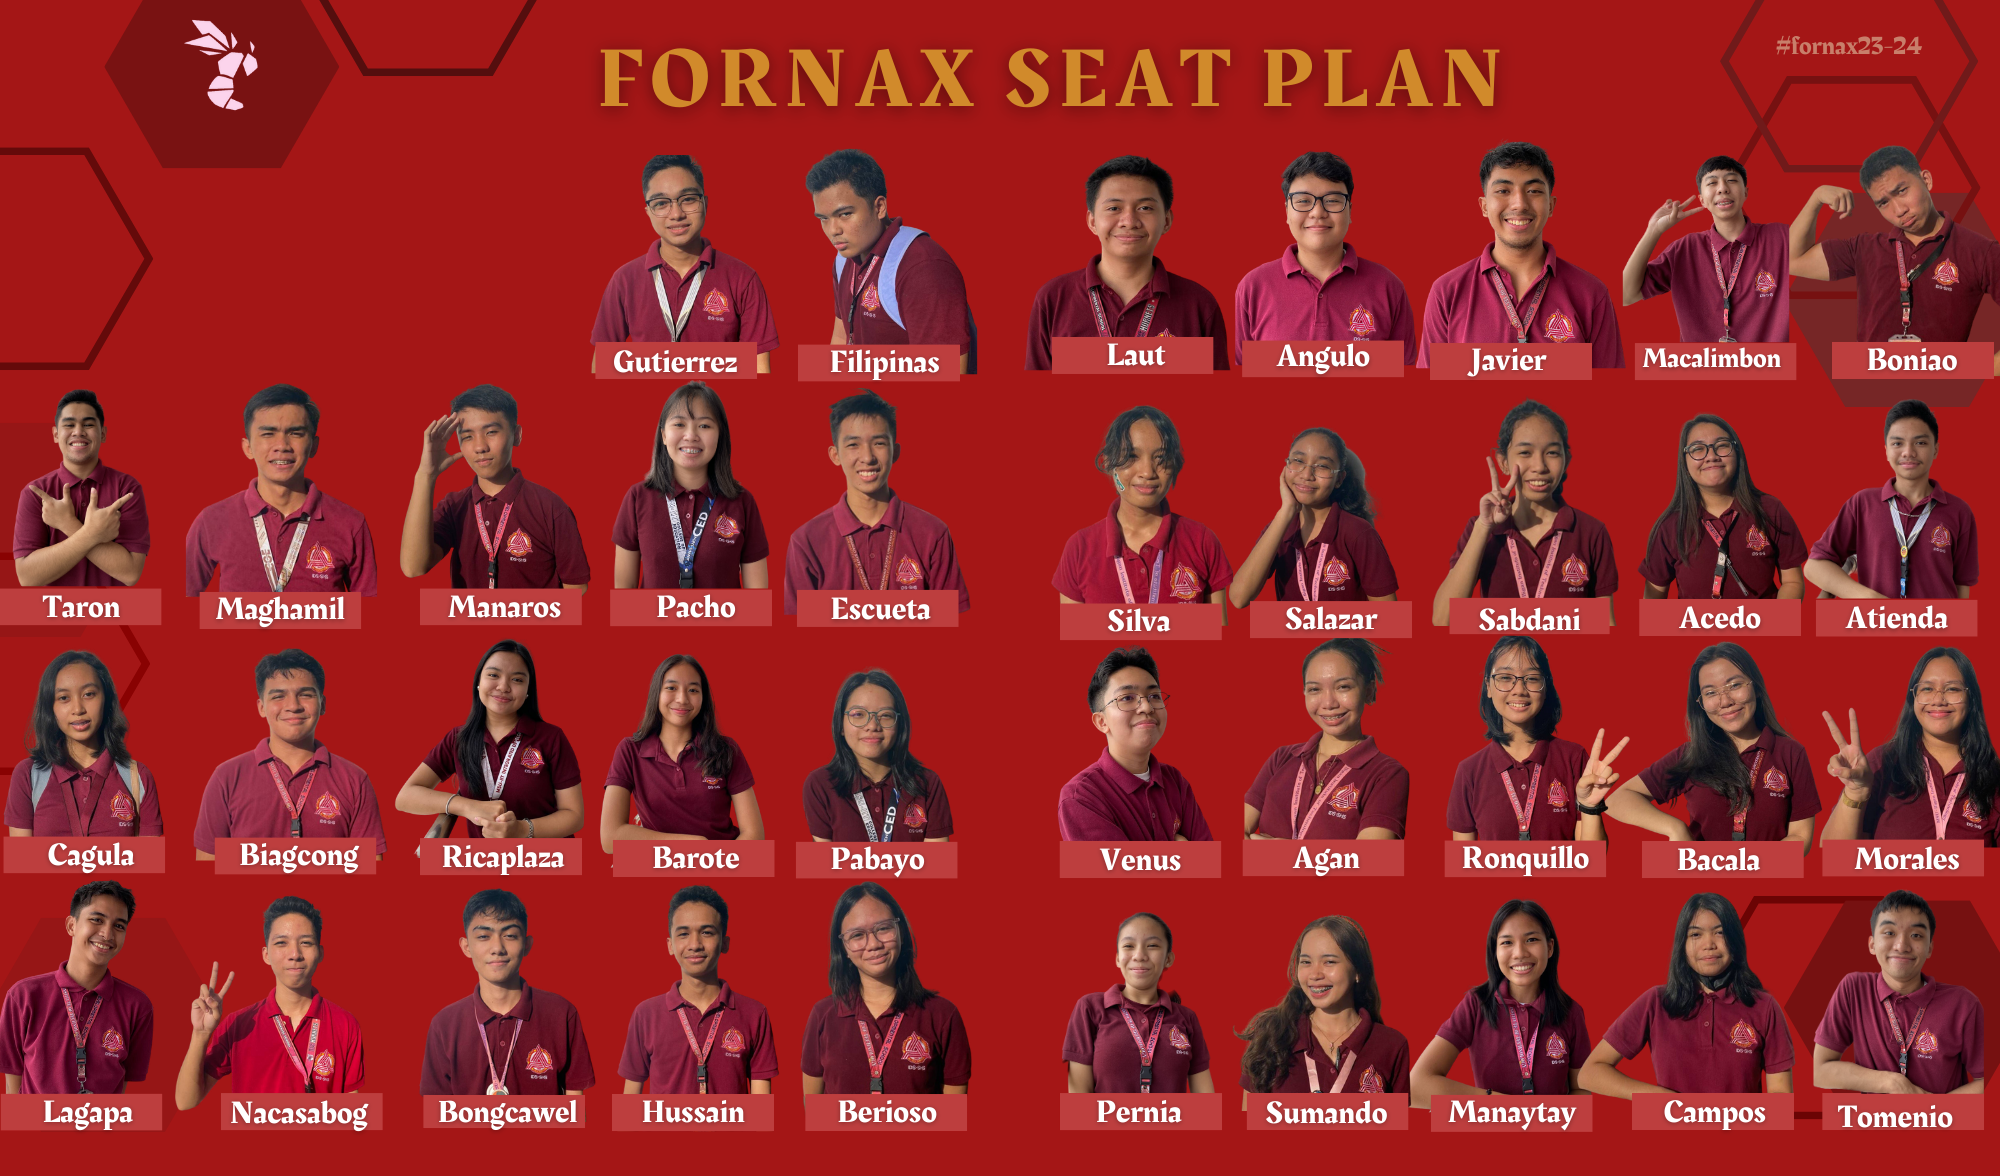 FORNAX SEAT PLAN
#fornax23-24
Gutierrez
Filipinas
Laut
Angulo
Javier
Macalimbon
Boniao
Taron
Maghamil
Manaros
Pacho
Escueta
Silva
Salazar
Sabdani
Acedo
Atienda
Cagula
Biagcong
Ricaplaza
Barote
Pabayo
Venus
Agan
Ronquillo
Bacala
Morales
Lagapa
Nacasabog
Bongcawel
Hussain
Berioso
Pernia
Sumando
Manaytay
Campos
Tomenio